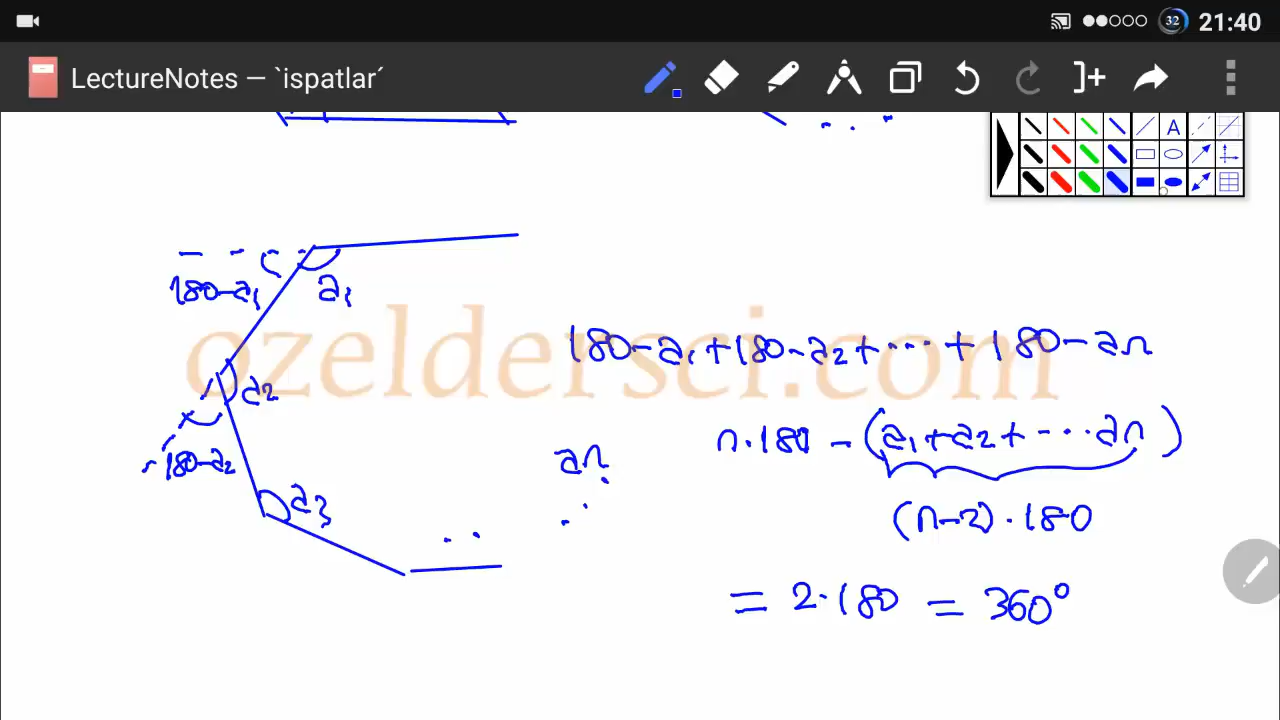 32 21:40
LectureNotes — `ispatlar´
A
180-a₁
a₁
ozeldersci.com
180-a₁+180-a₂+...+180-an
a₂
n.180-(a₁+a₂+...an)
180-a₂
an
a₃
(n-2).180
=2.180=360°